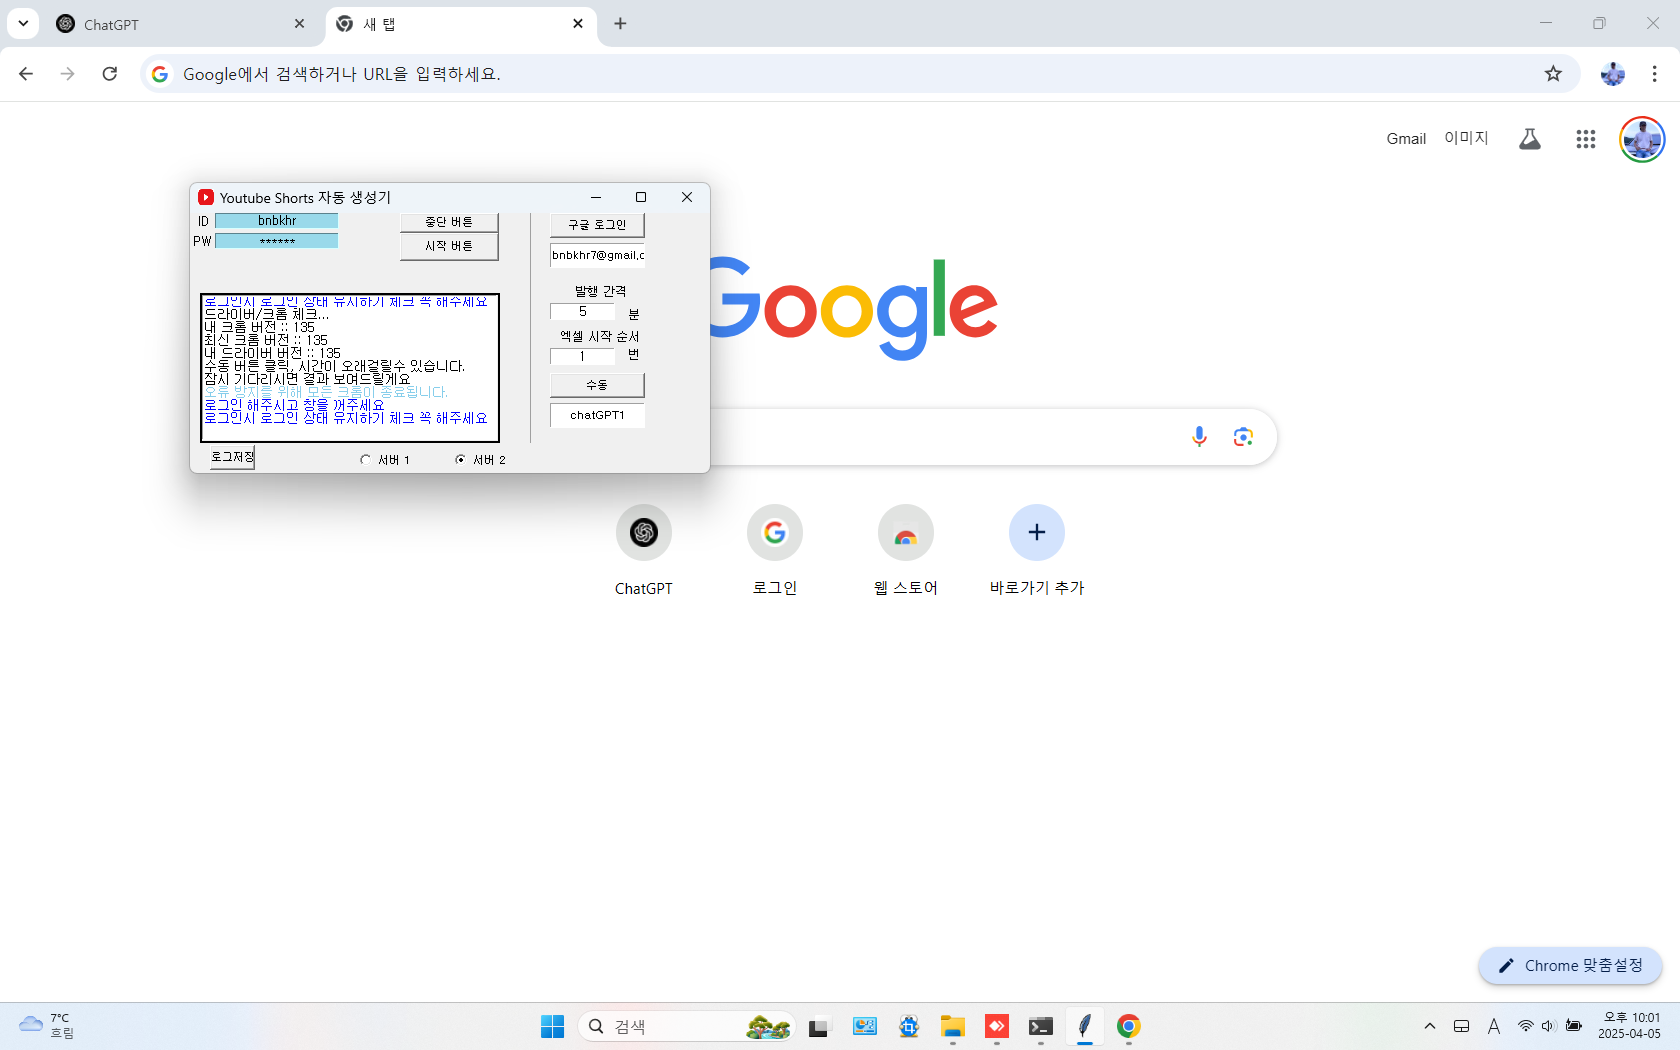 ChatGPT
새 탭
Google에서 검색하거나 URL을 입력하세요.
Gmail 이미지
Youtube Shorts 자동 생성기
ID bnbkhr
PW ******
중단 버튼
시작 버튼
구글 로그인
bnbkhr7@gmail.c
발행 간격
5 분
엑셀 시작 순서
1 번
수동
chatGPT1
로그인시 로그인 상태 유지하기 체크 꼭 해주세요
드라이버/크롬 체크...
내 크롬 버전 :: 135
최신 크롬 버전 :: 135
내 드라이버 버전 :: 135
수동 버튼 클릭, 시간이 오래걸릴수 있습니다.
잠시 기다리시면 결과 보여드릴게요
오류 방지를 위해 모든 크롬이 종료됩니다.
로그인 해주시고 창을 꺼주세요
로그인시 로그인 상태 유지하기 체크 꼭 해주세요
로그저장
서버 1
서버 2
Google
ChatGPT
로그인
웹 스토어
바로가기 추가
Chrome 맞춤설정
7°C
흐림
검색
A
오후 10:01
2025-04-05